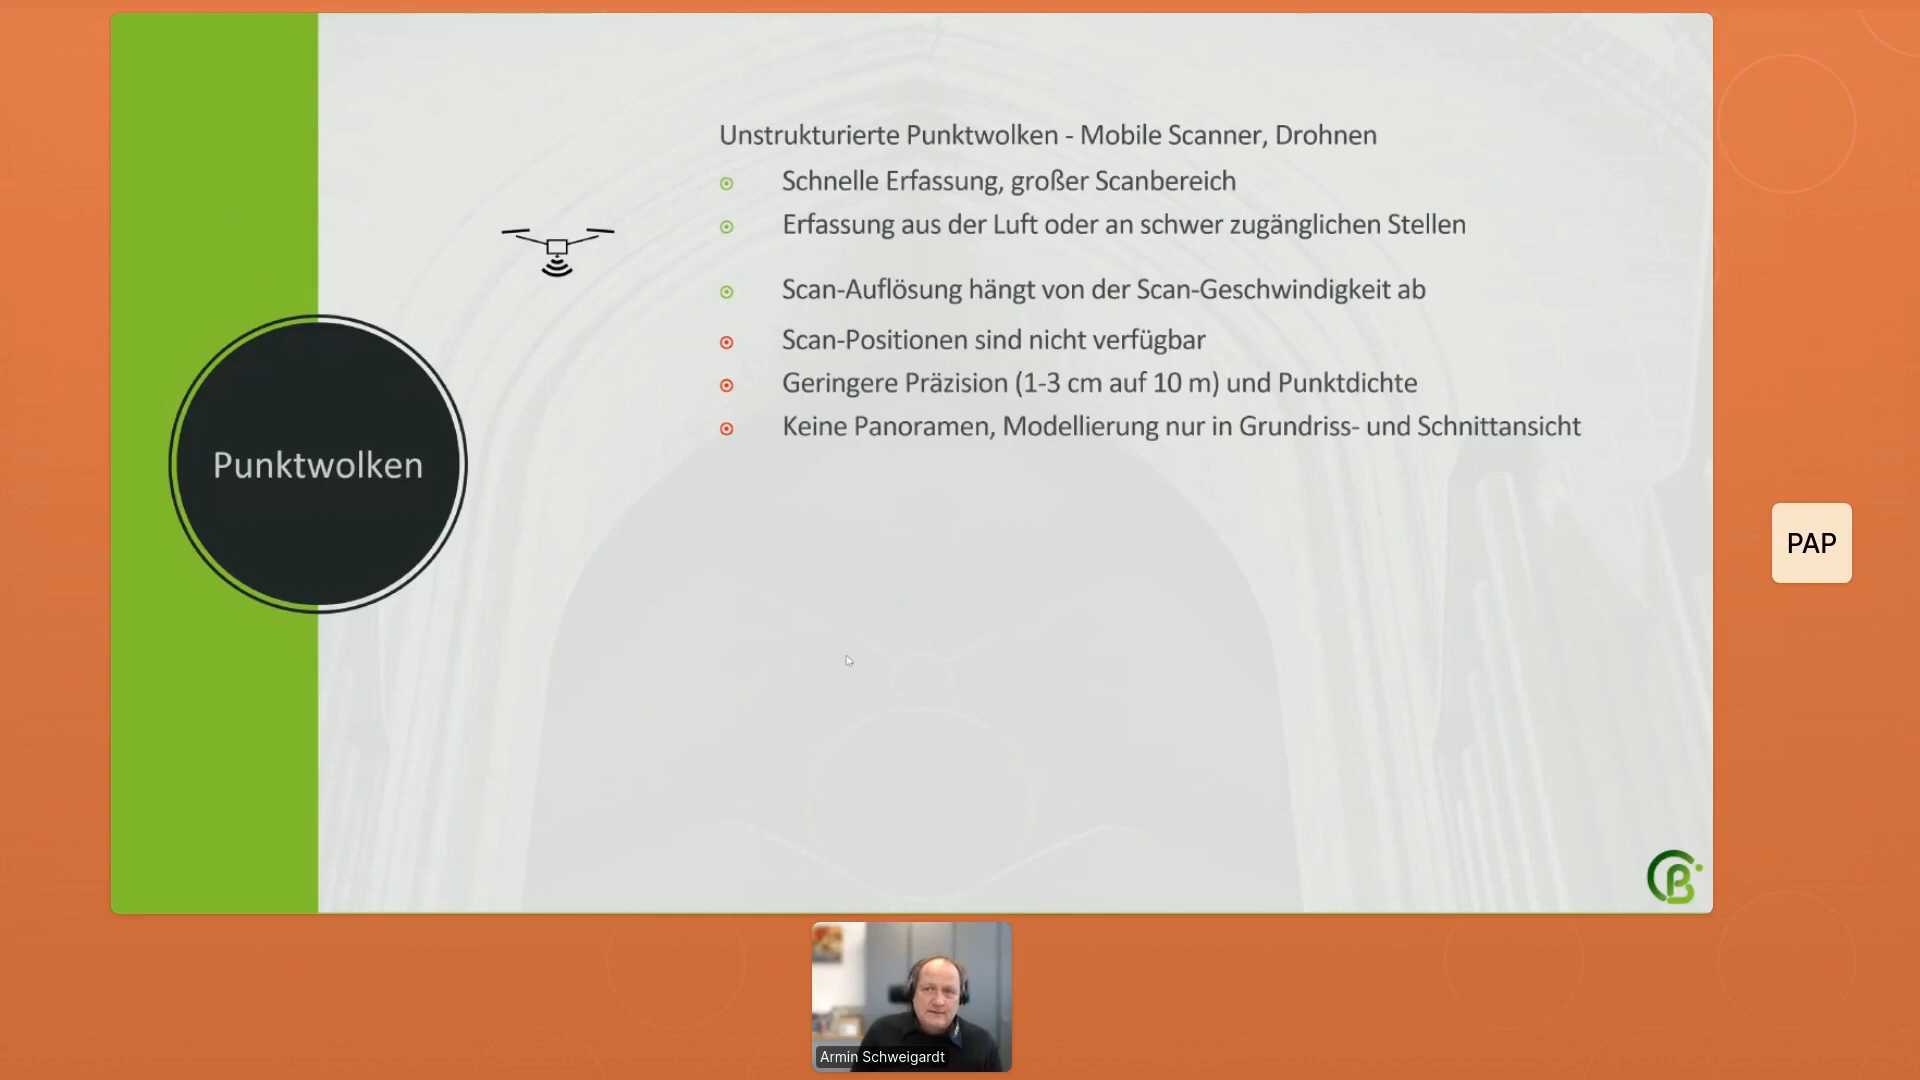 Unstrukturierte Punktwolken - Mobile Scanner, Drohnen
Schnelle Erfassung, großer Scanbereich
Erfassung aus der Luft oder an schwer zugänglichen Stellen
Scan-Auflösung hängt von der Scan-Geschwindigkeit ab
Scan-Positionen sind nicht verfügbar
Geringere Präzision (1-3 cm auf 10 m) und Punktdichte
Keine Panoramen, Modellierung nur in Grundriss- und Schnittansicht
Punktwolken
PAP
Armin Schweigardt